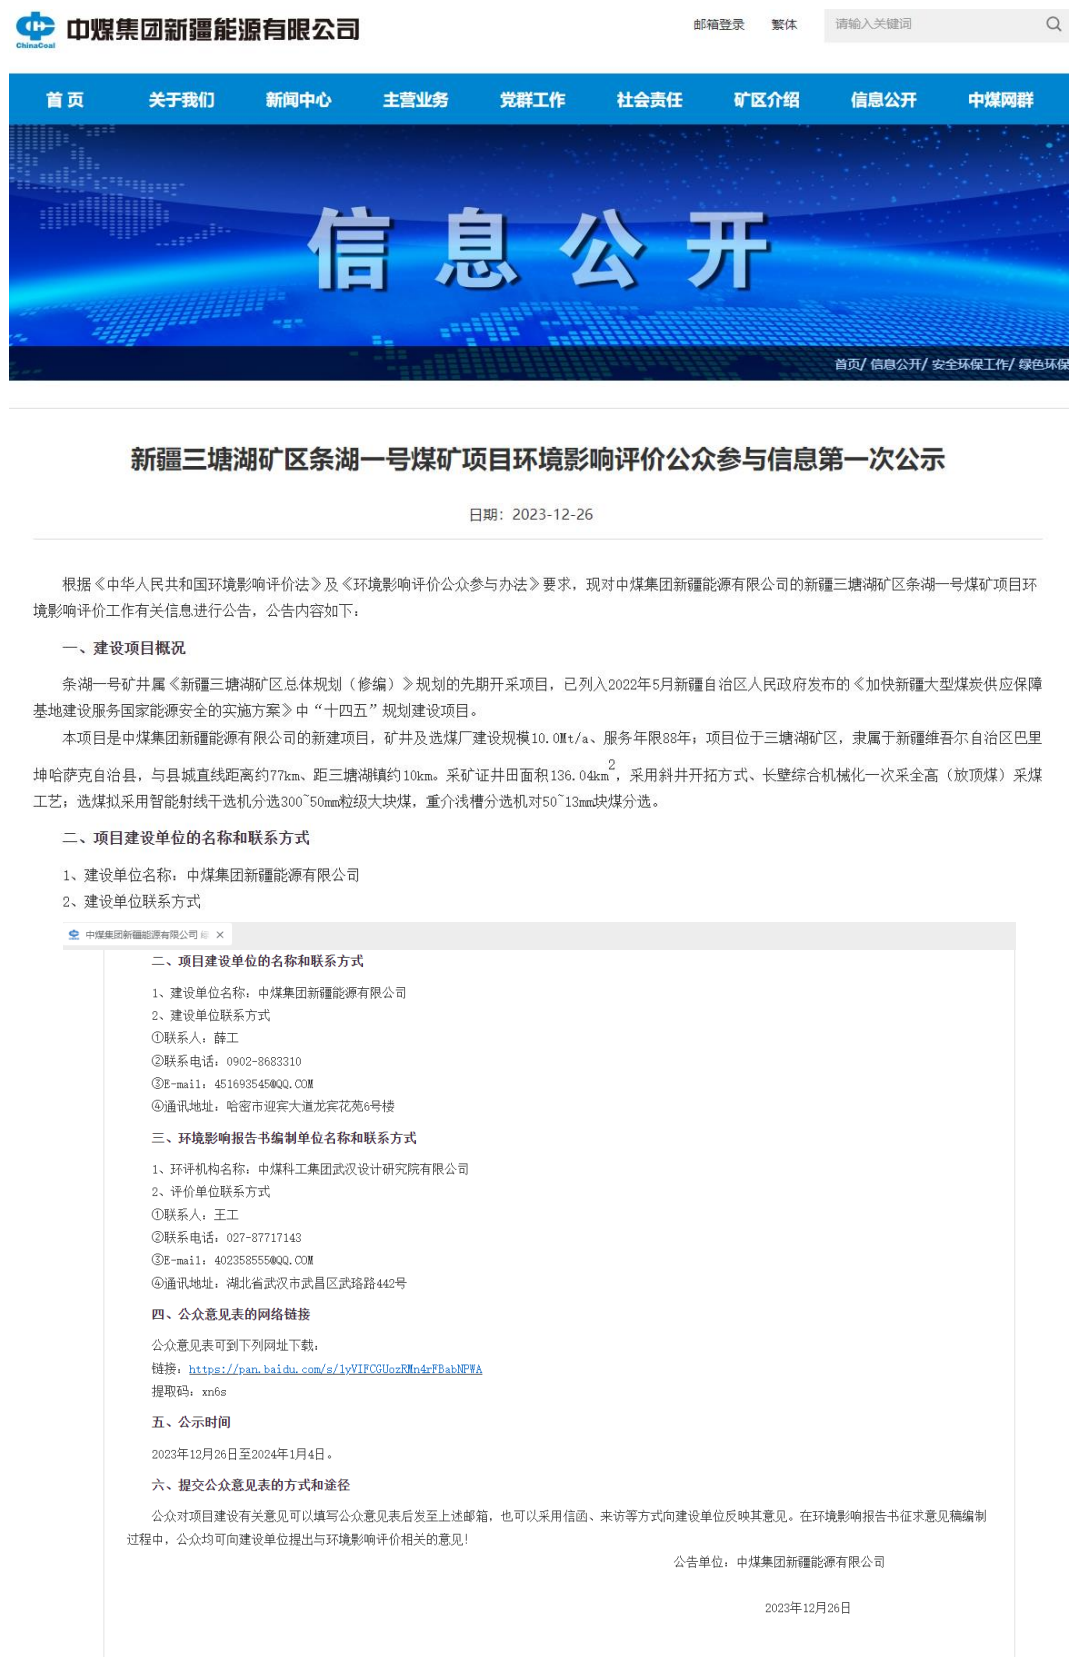 中煤集团新疆能源有限公司
ChinaCoal
邮箱登录 繁体 请输入关键词
首 页 关于我们 新闻中心 主营业务 党群工作 社会责任 矿区介绍 信息公开 中煤网群
信息公开
首页/ 信息公开/ 安全环保工作/ 绿色环保
新疆三塘湖矿区条湖一号煤矿项目环境影响评价公众参与信息第一次公示
日期：2023-12-26
根据《中华人民共和国环境影响评价法》及《环境影响评价公众参与办法》要求，现对中煤集团新疆能源有限公司的新疆三塘湖矿区条湖一号煤矿项目环
境影响评价工作有关信息进行公告，公告内容如下：
一、建设项目概况
条湖一号矿井属《新疆三塘湖矿区总体规划（修编）》规划的先期开采项目，已列入2022年5月新疆自治区人民政府发布的《加快新疆大型煤炭供应保障
基地建设服务国家能源安全的实施方案》中“十四五”规划建设项目。
本项目是中煤集团新疆能源有限公司的新建项目，矿井及选煤厂建设规模10.0Mt/a、服务年限88年；项目位于三塘湖矿区，隶属于新疆维吾尔自治区巴里
坤哈萨克自治县，与县城直线距离约77km、距三塘湖镇约10km。采矿证井田面积136.04km2，采用斜井开拓方式、长壁综合机械化一次采全高（放顶煤）采煤
工艺；选煤拟采用智能射线干选机分选300~50mm粒级大块煤，重介浅槽分选机对50~13mm块煤分选。
二、项目建设单位的名称和联系方式
1、建设单位名称：中煤集团新疆能源有限公司
2、建设单位联系方式
中煤集团新疆能源有限公司 ×
二、项目建设单位的名称和联系方式
1、建设单位名称：中煤集团新疆能源有限公司
2、建设单位联系方式
①联系人：薛工
②联系电话：0902-8683310
③E-mail：451693545@QQ.COM
④通讯地址：哈密市迎宾大道龙宾花苑6号楼
三、环境影响报告书编制单位名称和联系方式
1、环评机构名称：中煤科工集团武汉设计研究院有限公司
2、评价单位联系方式
①联系人：王工
②联系电话：027-87717143
③E-mail：402358555@QQ.COM
④通讯地址：湖北省武汉市武昌区武珞路442号
四、公众意见表的网络链接
公众意见表可到下列网址下载：
链接：https://pan.baidu.com/s/1yVIFCGUozRMn4rFBabNPWA
提取码：xn6s
五、公示时间
2023年12月26日至2024年1月4日。
六、提交公众意见表的方式和途径
公众对项目建设有关意见可以填写公众意见表后发至上述邮箱，也可以采用信函、来访等方式向建设单位反映其意见。在环境影响报告书征求意见稿编制
过程中，公众均可向建设单位提出与环境影响评价相关的意见！
公告单位：中煤集团新疆能源有限公司
2023年12月26日